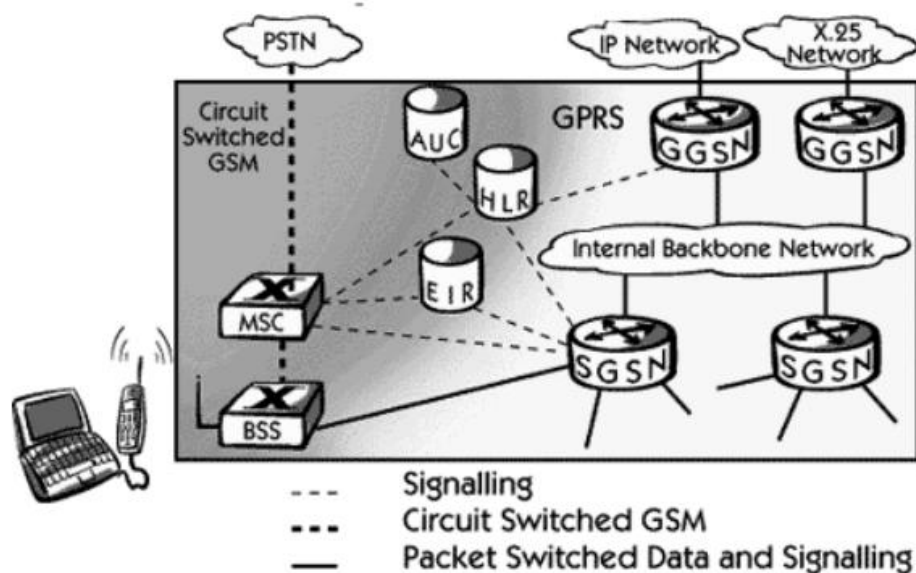 PSTN
IP Network
X.25
Network
Circuit
Switched
GSM
AUC
GPRS
GGSN
GGSN
HLR
Internal Backbone Network
EIR
MSC
SGSN
SGSN
BSS
Signalling
Circuit Switched GSM
Packet Switched Data and Signalling